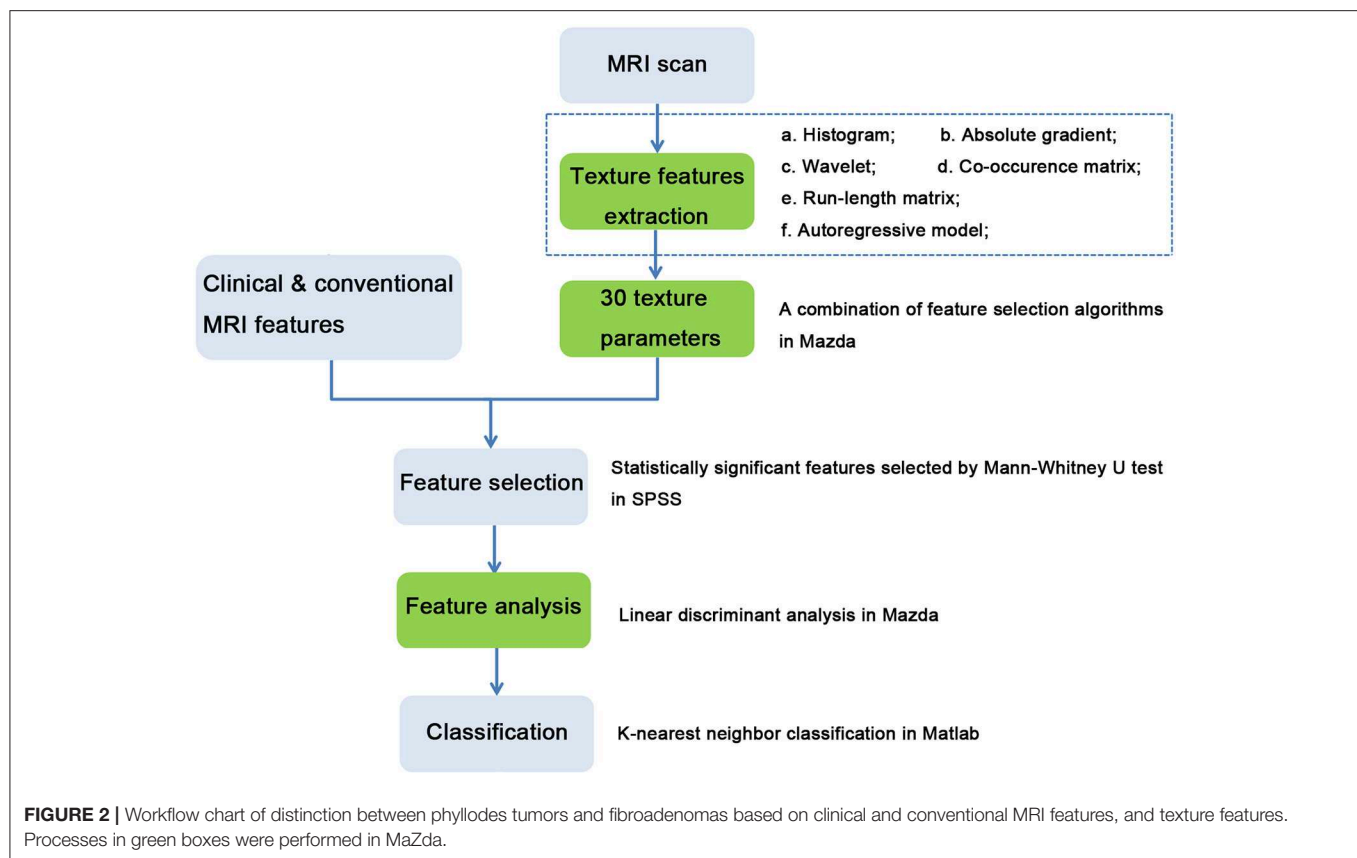 MRI scan
a. Histogram; b. Absolute gradient;
Texture features
extraction
c. Wavelet; d. Co-occurence matrix;
e. Run-length matrix;
f. Autoregressive model;
Clinical & conventional
MRI features
30 texture
parameters
A combination of feature selection algorithms
in Mazda
Feature selection
Statistically significant features selected by Mann-Whitney U test
in SPSS
Feature analysis
Linear discriminant analysis in Mazda
Classification
K-nearest neighbor classification in Matlab
FIGURE 2 | Workflow chart of distinction between phyllodes tumors and fibroadenomas based on clinical and conventional MRI features, and texture features.
Processes in green boxes were performed in MaZda.